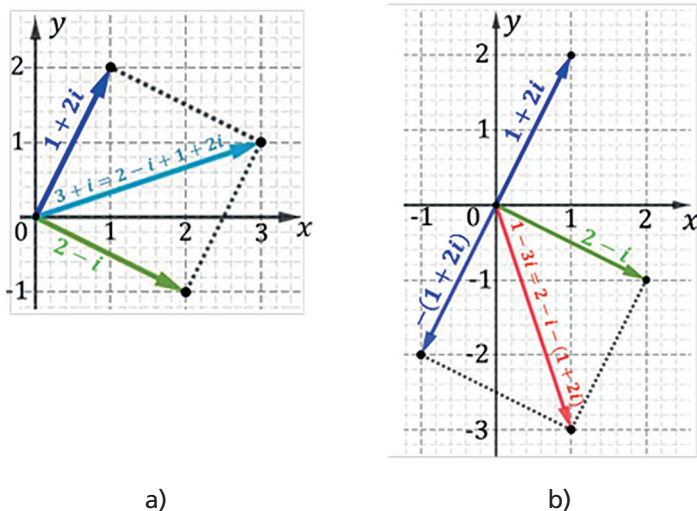 y
2
1 + 2i
1
3 + i = 2 − i + 1 + 2i
0
1
2
3
x
2 − i
-1
a)
y
2
1 + 2i
1
-1
0
1
2
x
2 − i
−(1 + 2i)
1 − 3i = 2 − i − (1 + 2i)
-1
-2
-3
b)